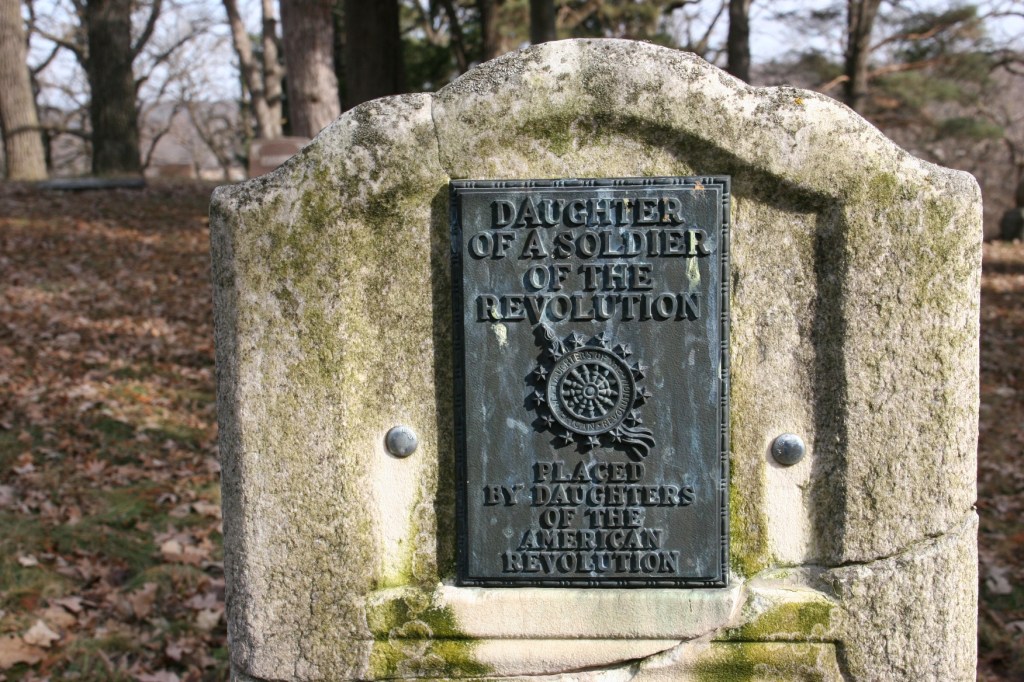 DAUGHTER
OF A SOLDIER
OF THE
REVOLUTION
PLACED
BY DAUGHTERS
OF THE
AMERICAN
REVOLUTION